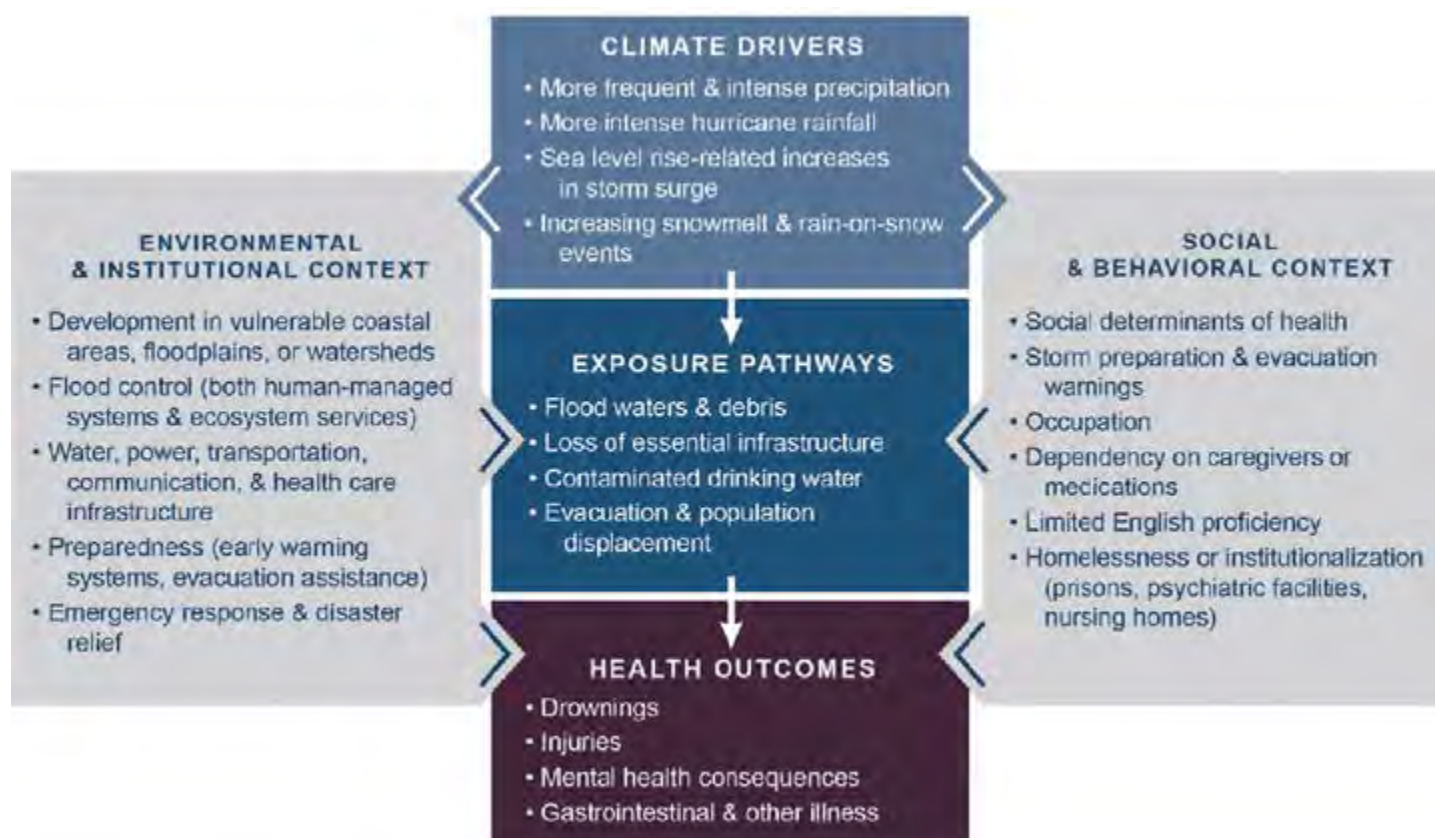 CLIMATE DRIVERS
• More frequent & intense precipitation
• More intense hurricane rainfall
• Sea level rise-related increases
in storm surge
• Increasing snowmelt & rain-on-snow
events
ENVIRONMENTAL
& INSTITUTIONAL CONTEXT
• Development in vulnerable coastal
areas, floodplains, or watersheds
• Flood control (both human-managed
systems & ecosystem services)
• Water, power, transportation,
communication, & health care
infrastructure
• Preparedness (early warning
systems, evacuation assistance)
• Emergency response & disaster
relief
EXPOSURE PATHWAYS
• Flood waters & debris
• Loss of essential infrastructure
• Contaminated drinking water
• Evacuation & population
displacement
SOCIAL
& BEHAVIORAL CONTEXT
• Social determinants of health
• Storm preparation & evacuation
warnings
• Occupation
• Dependency on caregivers or
medications
• Limited English proficiency
• Homelessness or institutionalization
(prisons, psychiatric facilities,
nursing homes)
HEALTH OUTCOMES
• Drownings
• Injuries
• Mental health consequences
• Gastrointestinal & other illness